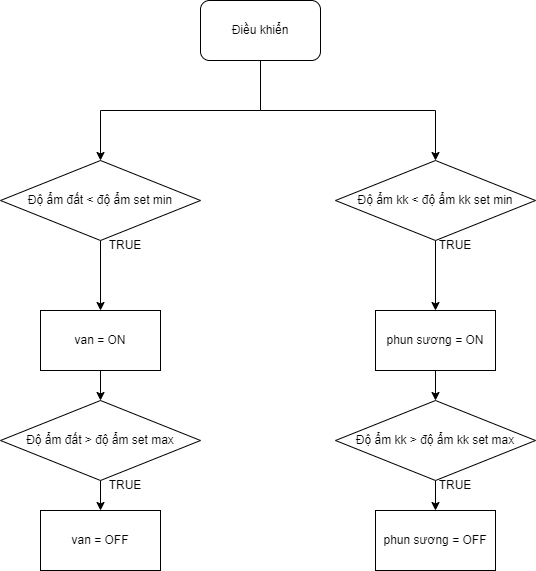 Điều khiển
Độ ẩm đất < độ ẩm set min
Độ ẩm kk < độ ẩm kk set min
TRUE
TRUE
van = ON
phun sương = ON
Độ ẩm đất > độ ẩm set max
Độ ẩm kk > độ ẩm kk set max
TRUE
TRUE
van = OFF
phun sương = OFF